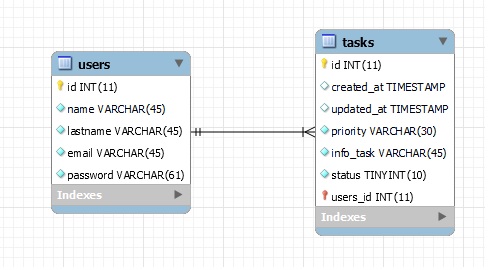 users
id INT(11)
name VARCHAR(45)
lastname VARCHAR(45)
email VARCHAR(45)
password VARCHAR(61)
Indexes
tasks
id INT(11)
created_at TIMESTAMP
updated_at TIMESTAMP
priority VARCHAR(30)
info_task VARCHAR(45)
status TINYINT(10)
users_id INT(11)
Indexes